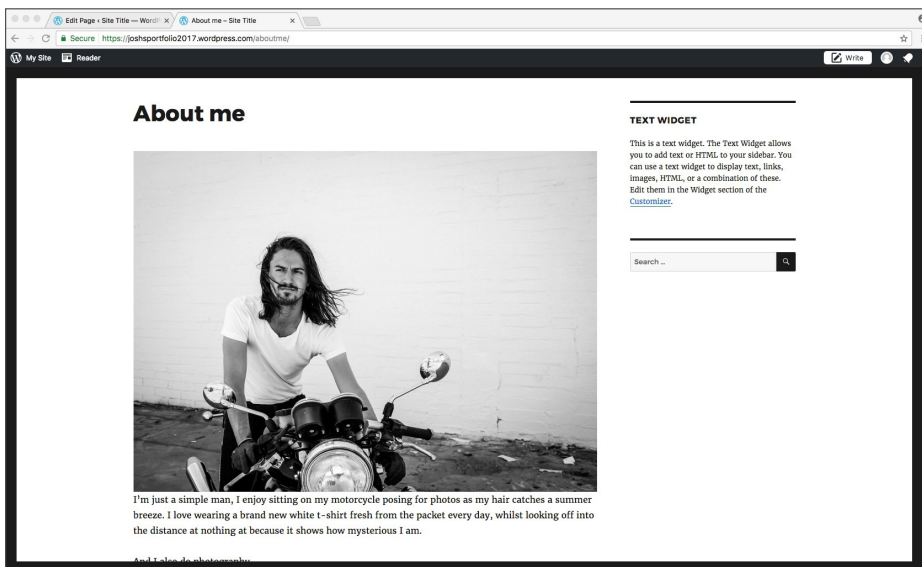 Edit Page ‹ Site Title — WordP
About me – Site Title
Secure
https://joshsportfolio2017.wordpress.com/aboutme/
My Site
Reader
Write
About me
I'm just a simple man, I enjoy sitting on my motorcycle posing for photos as my hair catches a summer
breeze. I love wearing a brand new white t-shirt fresh from the packet every day, whilst looking off into
the distance at nothing at because it shows how mysterious I am.
And I also do photography
TEXT WIDGET
This is a text widget. The Text Widget allows
you to add text or HTML to your sidebar. You
can use a text widget to display text, links,
images, HTML, or a combination of these.
Edit them in the Widget section of the
Customizer.
Search …